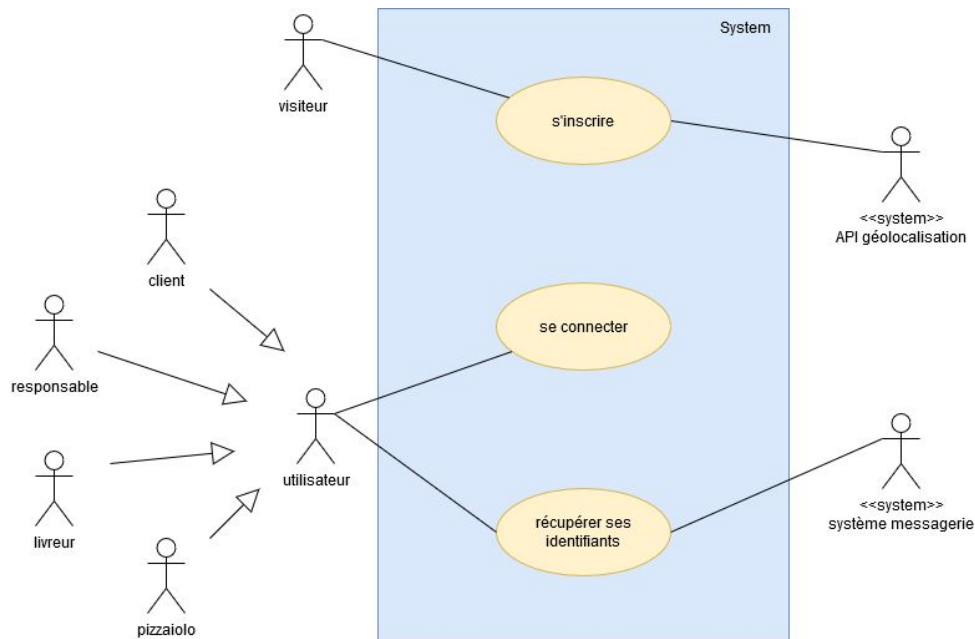 System
visiteur
s'inscrire
<<system>>
API géolocalisation
client
se connecter
responsable
utilisateur
livreur
récupérer ses
identifiants
<<system>>
système messagerie
pizzaiolo